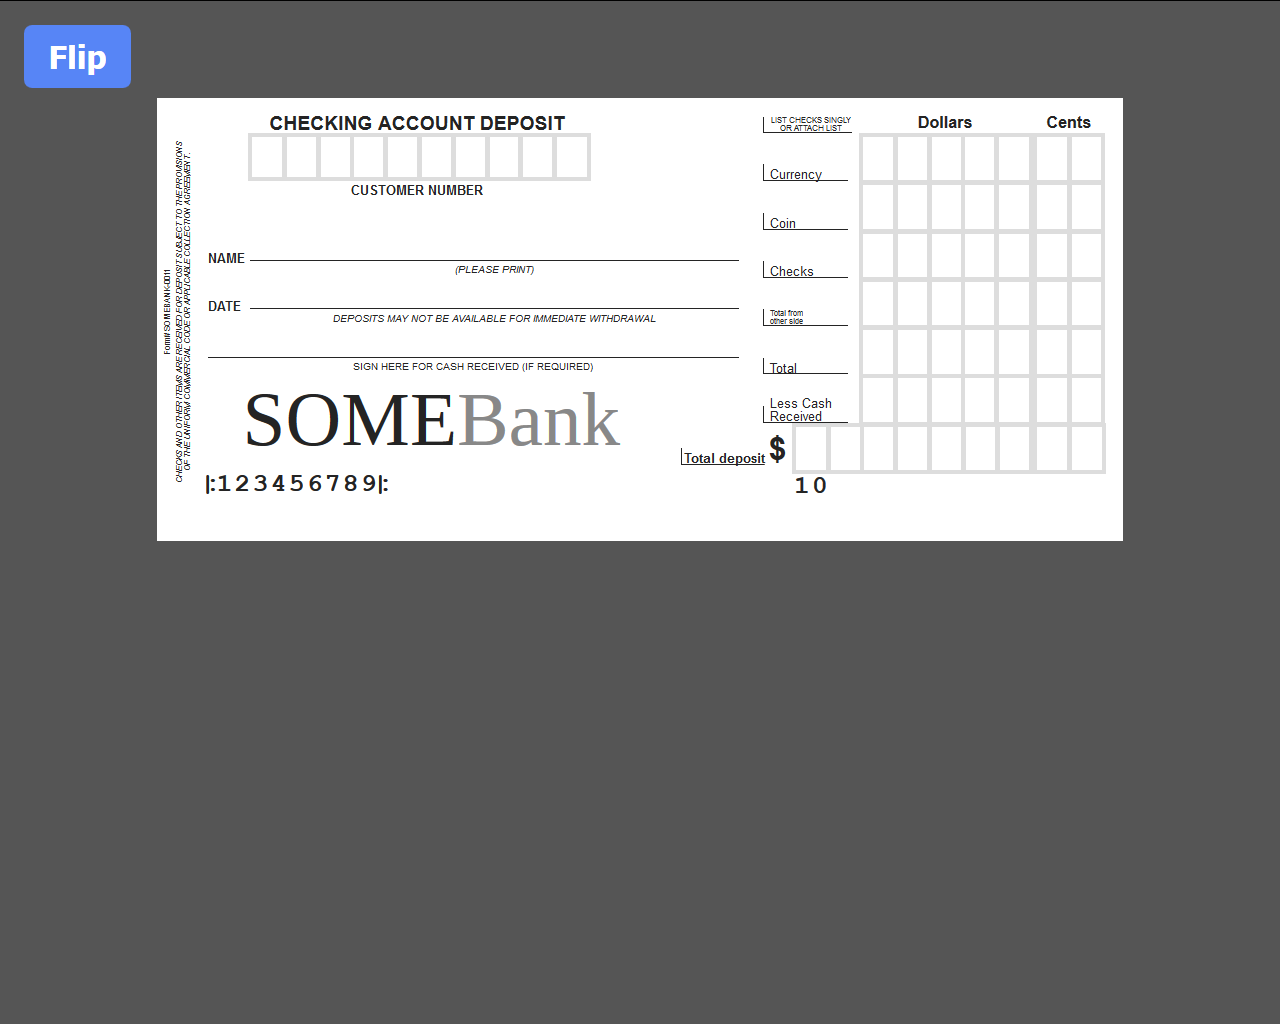 Flip
CHECKING ACCOUNT DEPOSIT
CUSTOMER NUMBER
NAME
(PLEASE PRINT)
DATE
DEPOSITS MAY NOT BE AVAILABLE FOR IMMEDIATE WITHDRAWAL
SIGN HERE FOR CASH RECEIVED (IF REQUIRED)
SOMEBank
|:123456789|:
Form# SOMEBANK-0011
CHECKS AND OTHER ITEMS ARE RECEIVED FOR DEPOSIT SUBJECT TO THE PROVISIONS
OF THE UNIFORM COMMERCIAL CODE OR APPLICABLE COLLECTION AGREEMENT.
LIST CHECKS SINGLY
OR ATTACH LIST
Dollars Cents
Currency
Coin
Checks
Total from
other side
Total
Less Cash
Received
Total deposit $
10